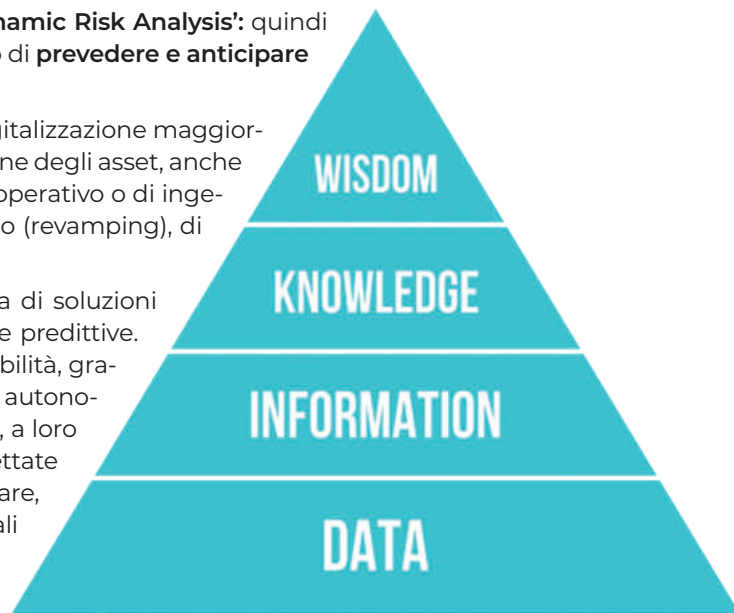 namic Risk Analysis’: quindi
di prevedere e anticipare
gitalizzazione maggior-
ne degli asset, anche
operativo o di inge-
o (revamping), di
a di soluzioni
e predittive.
bilità, gra-
autono-
, a loro
ettate
are,
ali
WISDOM
KNOWLEDGE
INFORMATION
DATA